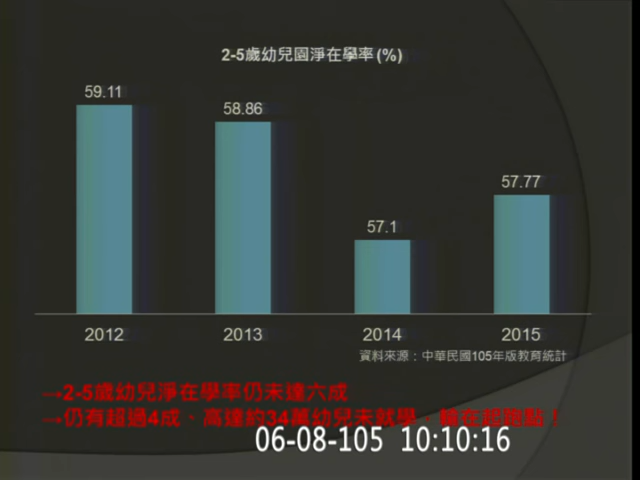 2-5歲幼兒園淨在學率(%)
59.11
58.86
57.1
57.77
2012
2013
2014
2015
資料來源：中華民國105年版教育統計
→2-5歲幼兒淨在學率仍未達六成
→仍有超過4成、高達約34萬幼兒未就學，輸在起跑點！
06-08-105 10:10:16